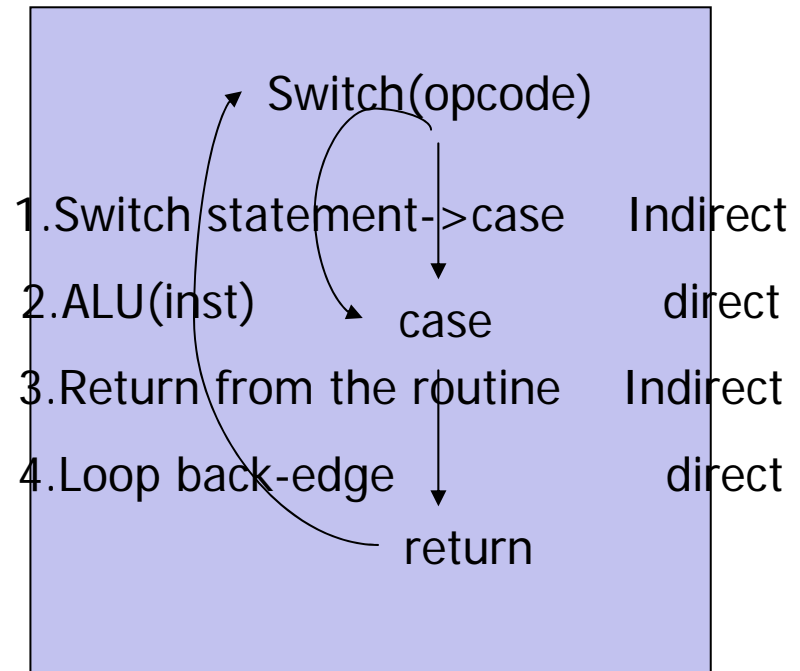 Switch(opcode)
1.Switch statement->case Indirect
2.ALU(inst) direct
case
3.Return from the routine Indirect
4.Loop back-edge direct
return